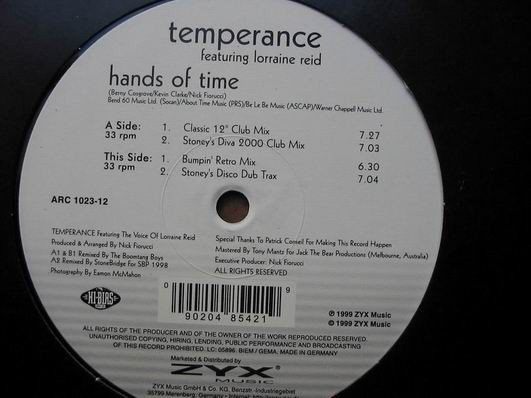 temperance
featuring lorraine reid
hands of time
(Berny Cosgrove/Kevin Clarke/Nick Fiorucci)
Bend 60 Music Ltd. (Socan)/About Time Music (PRS)/Be Le Be Music (ASCAP)/Warner Chappell Music Ltd.
A Side: 1. Classic 12" Club Mix 7.27
33 rpm 2. Stoney's Diva 2000 Club Mix 7.03
This Side: 1. Bumpin' Retro Mix 6.30
33 rpm 2. Stoney's Disco Dub Trax 7.04
ARC 1023-12
TEMPERANCE Featuring The Voice Of Lorraine Reid
Produced & Arranged By Nick Fiorucci
A1 & B1 Remixed By The Boomtang Boys
A2 Remixed By StoneBridge For SBP 1998
Photography By Eamon McMahon
Special Thanks To Patrick Conseil For Making This Record Happen
Mastered By Tony Mantz For Jack The Bear Productions (Melbourne, Australia)
Executive Producer: Nick Fiorucci
ALL RIGHTS RESERVED
HI-BIAS
0 90204 85421 9
℗ 1999 ZYX Music
© 1999 ZYX Music
ALL RIGHTS OF THE PRODUCER AND OF THE OWNER OF THE WORK REPRODUCED RESERVED.
UNAUTHORISED COPYING, HIRING, LENDING, PUBLIC PERFORMANCE AND BROADCASTING
OF THIS RECORD PROHIBITED. LC: 05896. BIEM / GEMA. MADE IN GERMANY
Marketed & Distributed by
ZYX
MUSIC
ZYX Music GmbH & Co. KG, Benzstr.-Industriegebiet
35799 Merenberg, Germany - Internet: